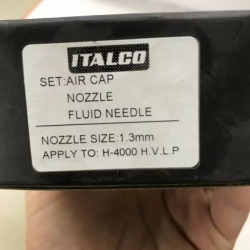 ITALCO
SET:AIR CAP
NOZZLE
FLUID NEEDLE
NOZZLE SIZE:1.3mm
APPLY TO: H-4000 H.V.L.P